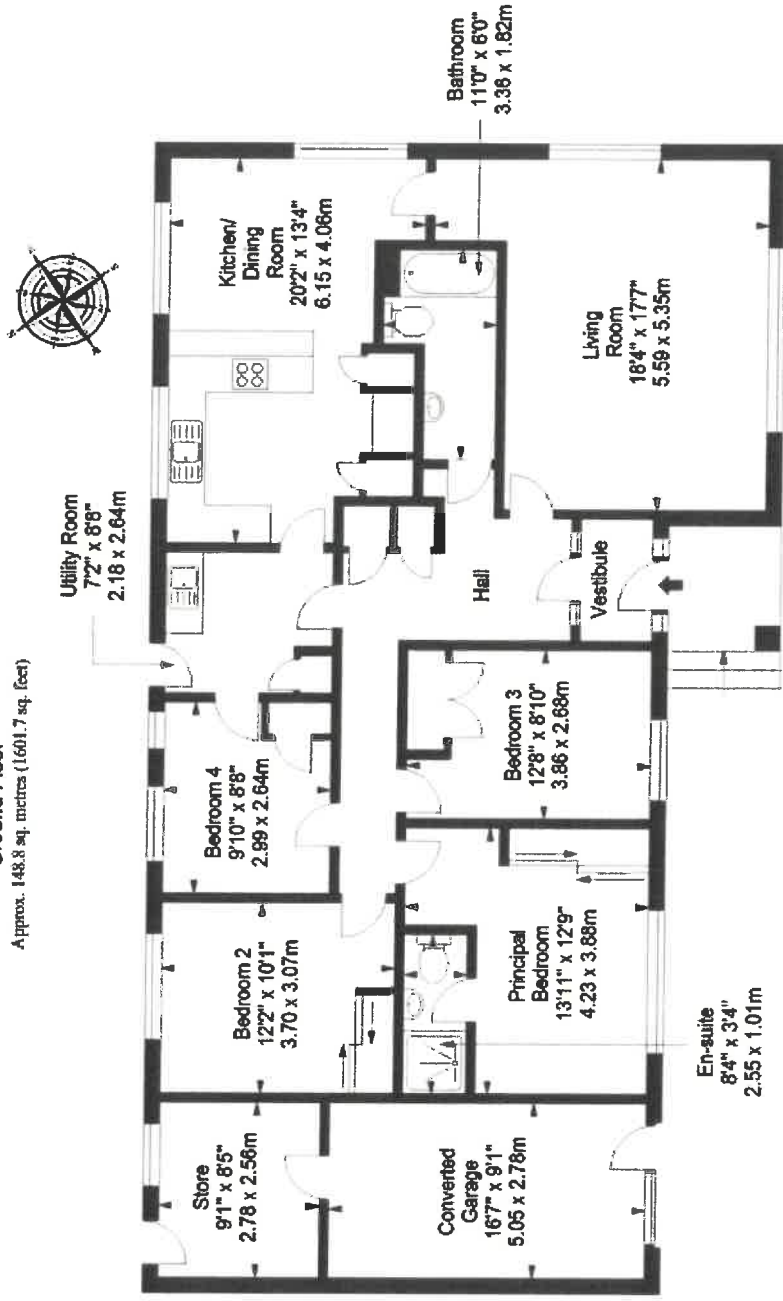 Approx. 148.8 sq. metres (1601.7 sq. feet)
Utility Room
7'2" x 8'8"
2.18 x 2.64m
Kitchen/
Dining
Room
20'2" x 13'4"
6.15 x 4.06m
Bathroom
11'0" x 6'0"
3.36 x 1.82m
Living
Room
18'4" x 17'7"
5.59 x 5.35m
Hall
Vestibule
Bedroom 4
9'10" x 8'8"
2.99 x 2.64m
Bedroom 3
12'8" x 8'10"
3.86 x 2.68m
Bedroom 2
12'2" x 10'1"
3.70 x 3.07m
Principal
Bedroom
13'11" x 12'9"
4.23 x 3.88m
En-suite
8'4" x 3'4"
2.55 x 1.01m
Store
9'1" x 8'5"
2.78 x 2.56m
Converted
Garage
16'7" x 9'1"
5.05 x 2.78m